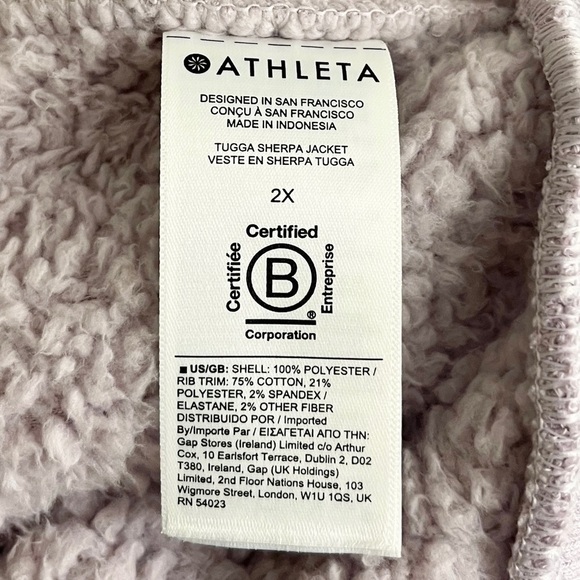 ATHLETA
DESIGNED IN SAN FRANCISCO
CONÇU À SAN FRANCISCO
MADE IN INDONESIA
TUGGA SHERPA JACKET
VESTE EN SHERPA TUGGA
2X
Certified
Certifiée
B
Entreprise
®
Corporation
■ US/GB: SHELL: 100% POLYESTER /
RIB TRIM: 75% COTTON, 21%
POLYESTER, 2% SPANDEX /
ELASTANE, 2% OTHER FIBER
DISTRIBUIDO POR / Imported
By/Importe Par / ΕΙΣΑΓΕΤΑΙ ΑΠΟ ΤΗΝ:
Gap Stores (Ireland) Limited c/o Arthur
Cox, 10 Earlsfort Terrace, Dublin 2, D02
T380, Ireland, Gap (UK Holdings)
Limited, 2nd Floor Nations House, 103
Wigmore Street, London, W1U 1QS, UK
RN 54023